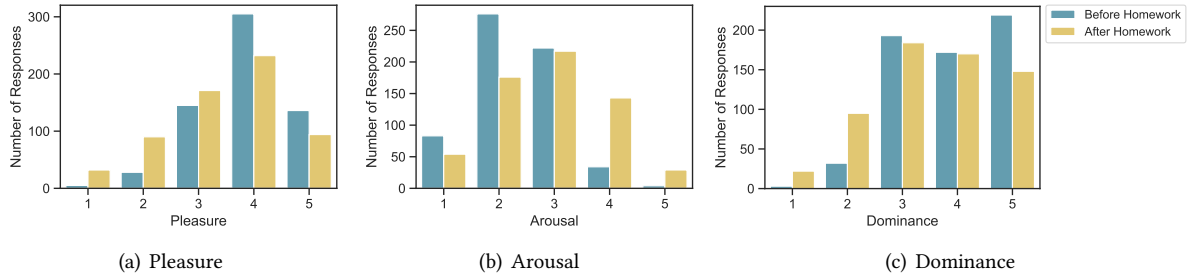 Number of Responses
300
200
100
0
1 2 3 4 5
Pleasure
(a) Pleasure
Number of Responses
250
200
150
100
50
0
1 2 3 4 5
Arousal
(b) Arousal
Number of Responses
200
150
100
50
0
1 2 3 4 5
Dominance
(c) Dominance
Before Homework
After Homework